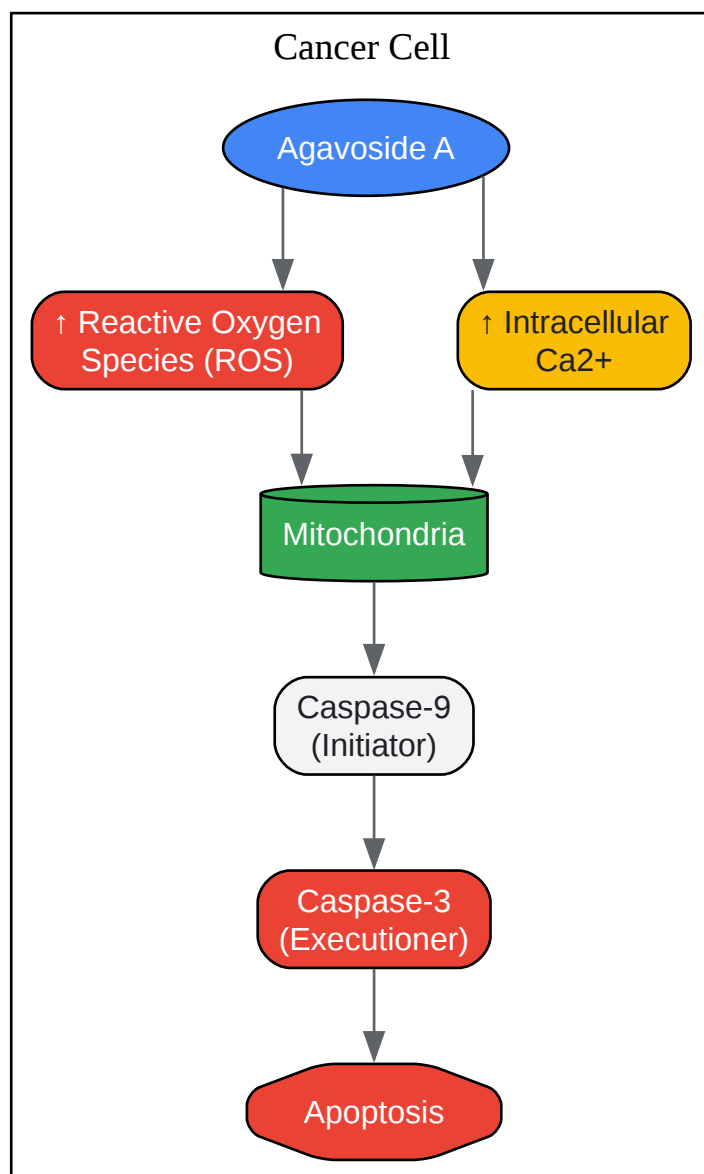 Cancer Cell
Agavoside A
↑ Reactive Oxygen
Species (ROS)
↑ Intracellular
Ca2+
Mitochondria
Caspase-9
(Initiator)
Caspase-3
(Executioner)
Apoptosis